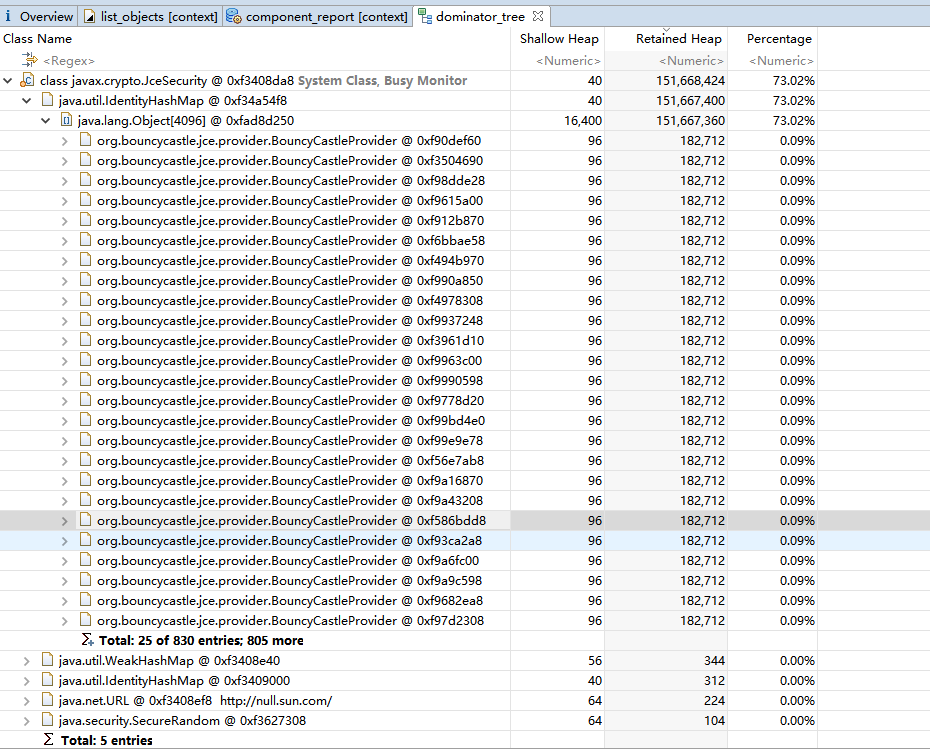 i Overview list_objects [context] component_report [context] dominator_tree
Class Name Shallow Heap Retained Heap Percentage
<Regex> <Numeric> <Numeric> <Numeric>
class javax.crypto.JceSecurity @ 0xf3408da8 System Class, Busy Monitor 40 151,668,424 73.02%
java.util.IdentityHashMap @ 0xf34a54f8 40 151,667,400 73.02%
java.lang.Object[4096] @ 0xfad8d250 16,400 151,667,360 73.02%
org.bouncycastle.jce.provider.BouncyCastleProvider @ 0xf90def60 96 182,712 0.09%
org.bouncycastle.jce.provider.BouncyCastleProvider @ 0xf3504690 96 182,712 0.09%
org.bouncycastle.jce.provider.BouncyCastleProvider @ 0xf98dde28 96 182,712 0.09%
org.bouncycastle.jce.provider.BouncyCastleProvider @ 0xf9615a00 96 182,712 0.09%
org.bouncycastle.jce.provider.BouncyCastleProvider @ 0xf912b870 96 182,712 0.09%
org.bouncycastle.jce.provider.BouncyCastleProvider @ 0xf6bbae58 96 182,712 0.09%
org.bouncycastle.jce.provider.BouncyCastleProvider @ 0xf494b970 96 182,712 0.09%
org.bouncycastle.jce.provider.BouncyCastleProvider @ 0xf990a850 96 182,712 0.09%
org.bouncycastle.jce.provider.BouncyCastleProvider @ 0xf4978308 96 182,712 0.09%
org.bouncycastle.jce.provider.BouncyCastleProvider @ 0xf9937248 96 182,712 0.09%
org.bouncycastle.jce.provider.BouncyCastleProvider @ 0xf3961d10 96 182,712 0.09%
org.bouncycastle.jce.provider.BouncyCastleProvider @ 0xf9963c00 96 182,712 0.09%
org.bouncycastle.jce.provider.BouncyCastleProvider @ 0xf9990598 96 182,712 0.09%
org.bouncycastle.jce.provider.BouncyCastleProvider @ 0xf9778d20 96 182,712 0.09%
org.bouncycastle.jce.provider.BouncyCastleProvider @ 0xf99bd4e0 96 182,712 0.09%
org.bouncycastle.jce.provider.BouncyCastleProvider @ 0xf99e9e78 96 182,712 0.09%
org.bouncycastle.jce.provider.BouncyCastleProvider @ 0xf56e7ab8 96 182,712 0.09%
org.bouncycastle.jce.provider.BouncyCastleProvider @ 0xf9a16870 96 182,712 0.09%
org.bouncycastle.jce.provider.BouncyCastleProvider @ 0xf9a43208 96 182,712 0.09%
org.bouncycastle.jce.provider.BouncyCastleProvider @ 0xf586bdd8 96 182,712 0.09%
org.bouncycastle.jce.provider.BouncyCastleProvider @ 0xf93ca2a8 96 182,712 0.09%
org.bouncycastle.jce.provider.BouncyCastleProvider @ 0xf9a6fc00 96 182,712 0.09%
org.bouncycastle.jce.provider.BouncyCastleProvider @ 0xf9a9c598 96 182,712 0.09%
org.bouncycastle.jce.provider.BouncyCastleProvider @ 0xf9682ea8 96 182,712 0.09%
org.bouncycastle.jce.provider.BouncyCastleProvider @ 0xf97d2308 96 182,712 0.09%
Σ Total: 25 of 830 entries; 805 more
java.util.WeakHashMap @ 0xf3408e40 56 344 0.00%
java.util.IdentityHashMap @ 0xf3409000 40 312 0.00%
java.net.URL @ 0xf3408ef8 http://null.sun.com/ 64 224 0.00%
java.security.SecureRandom @ 0xf3627308 64 104 0.00%
Σ Total: 5 entries